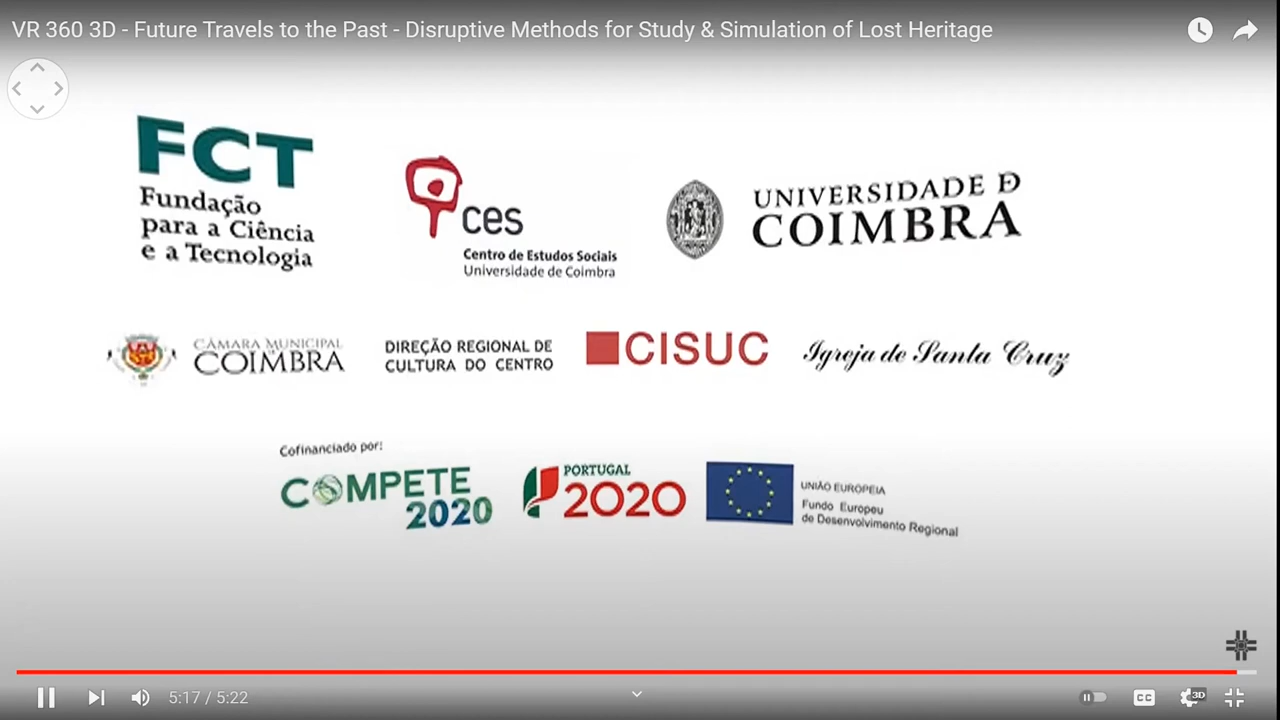 VR 360 3D - Future Travels to the Past - Disruptive Methods for Study & Simulation of Lost Heritage
FCT
Fundação
para a Ciência
e a Tecnologia
ces
Centro de Estudos Sociais
Universidade de Coimbra
UNIVERSIDADE Ð
COIMBRA
CÂMARA MUNICIPAL
COIMBRA
DIREÇÃO REGIONAL DE
CULTURA DO CENTRO
CISUC
Igreja de Santa Cruz
Cofinanciado por:
COMPETE
2020
PORTUGAL
2020
UNIÃO EUROPEIA
Fundo Europeu
de Desenvolvimento Regional
5:17 / 5:22
CC
3D